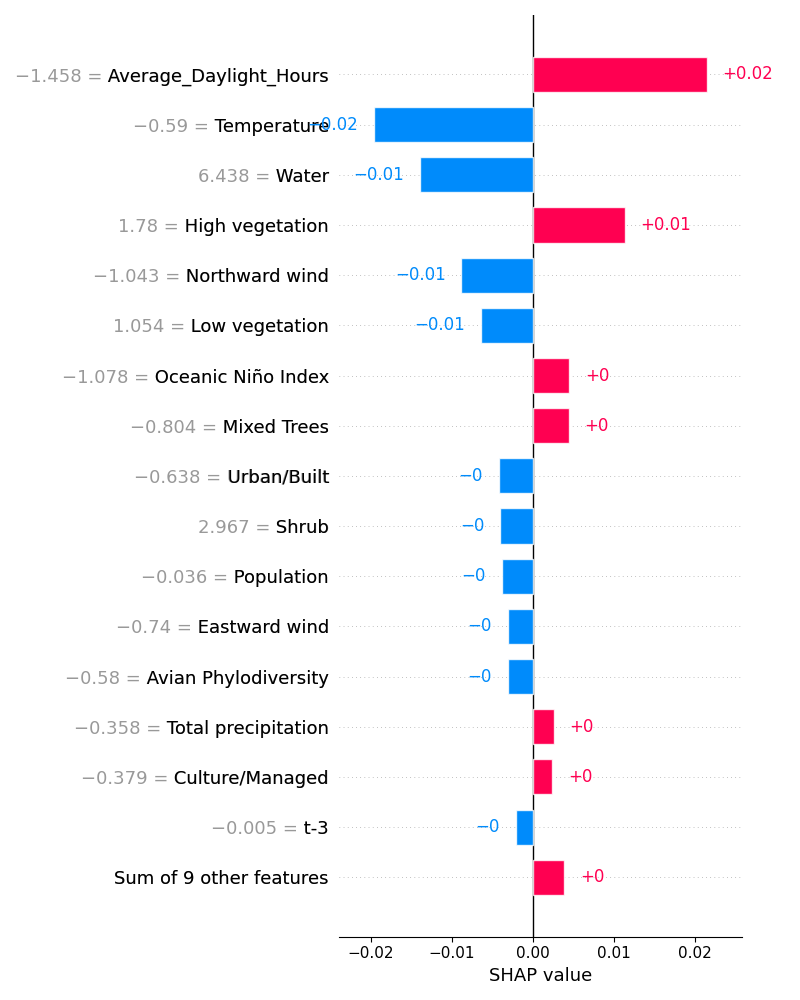 −1.458 = Average_Daylight_Hours +0.02
−0.59 = Temperature −0.02
6.438 = Water −0.01
1.78 = High vegetation +0.01
−1.043 = Northward wind −0.01
1.054 = Low vegetation −0.01
−1.078 = Oceanic Niño Index +0
−0.804 = Mixed Trees +0
−0.638 = Urban/Built −0
2.967 = Shrub −0
−0.036 = Population −0
−0.74 = Eastward wind −0
−0.58 = Avian Phylodiversity −0
−0.358 = Total precipitation +0
−0.379 = Culture/Managed +0
−0.005 = t-3 −0
Sum of 9 other features +0
−0.02 −0.01 0.00 0.01 0.02
SHAP value